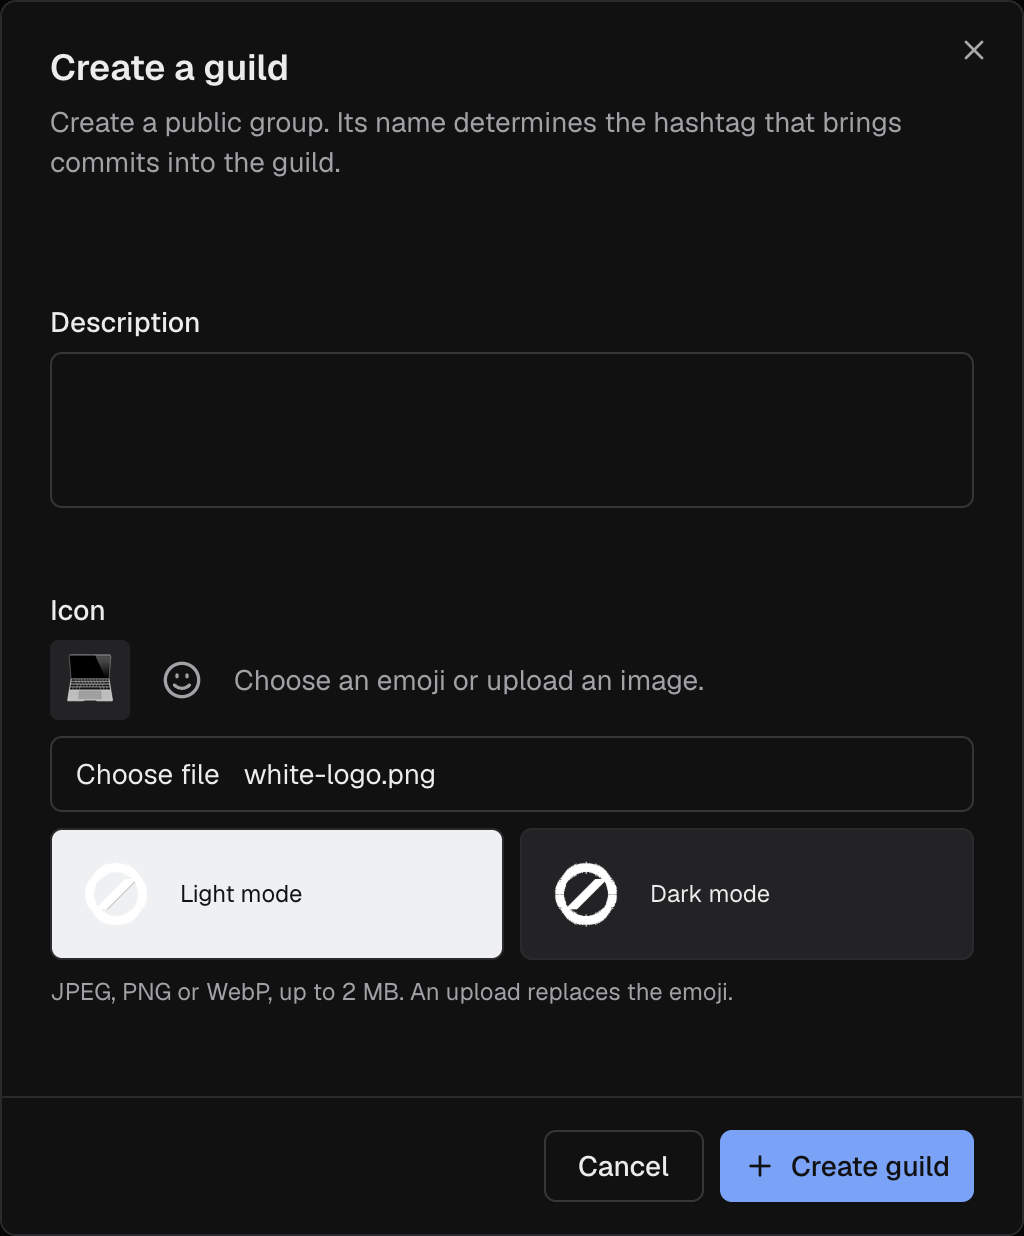 Create a guild
Create a public group. Its name determines the hashtag that brings
commits into the guild.
Description
Icon
Choose an emoji or upload an image.
Choose file white-logo.png
Light mode
Dark mode
JPEG, PNG or WebP, up to 2 MB. An upload replaces the emoji.
Cancel
Create guild